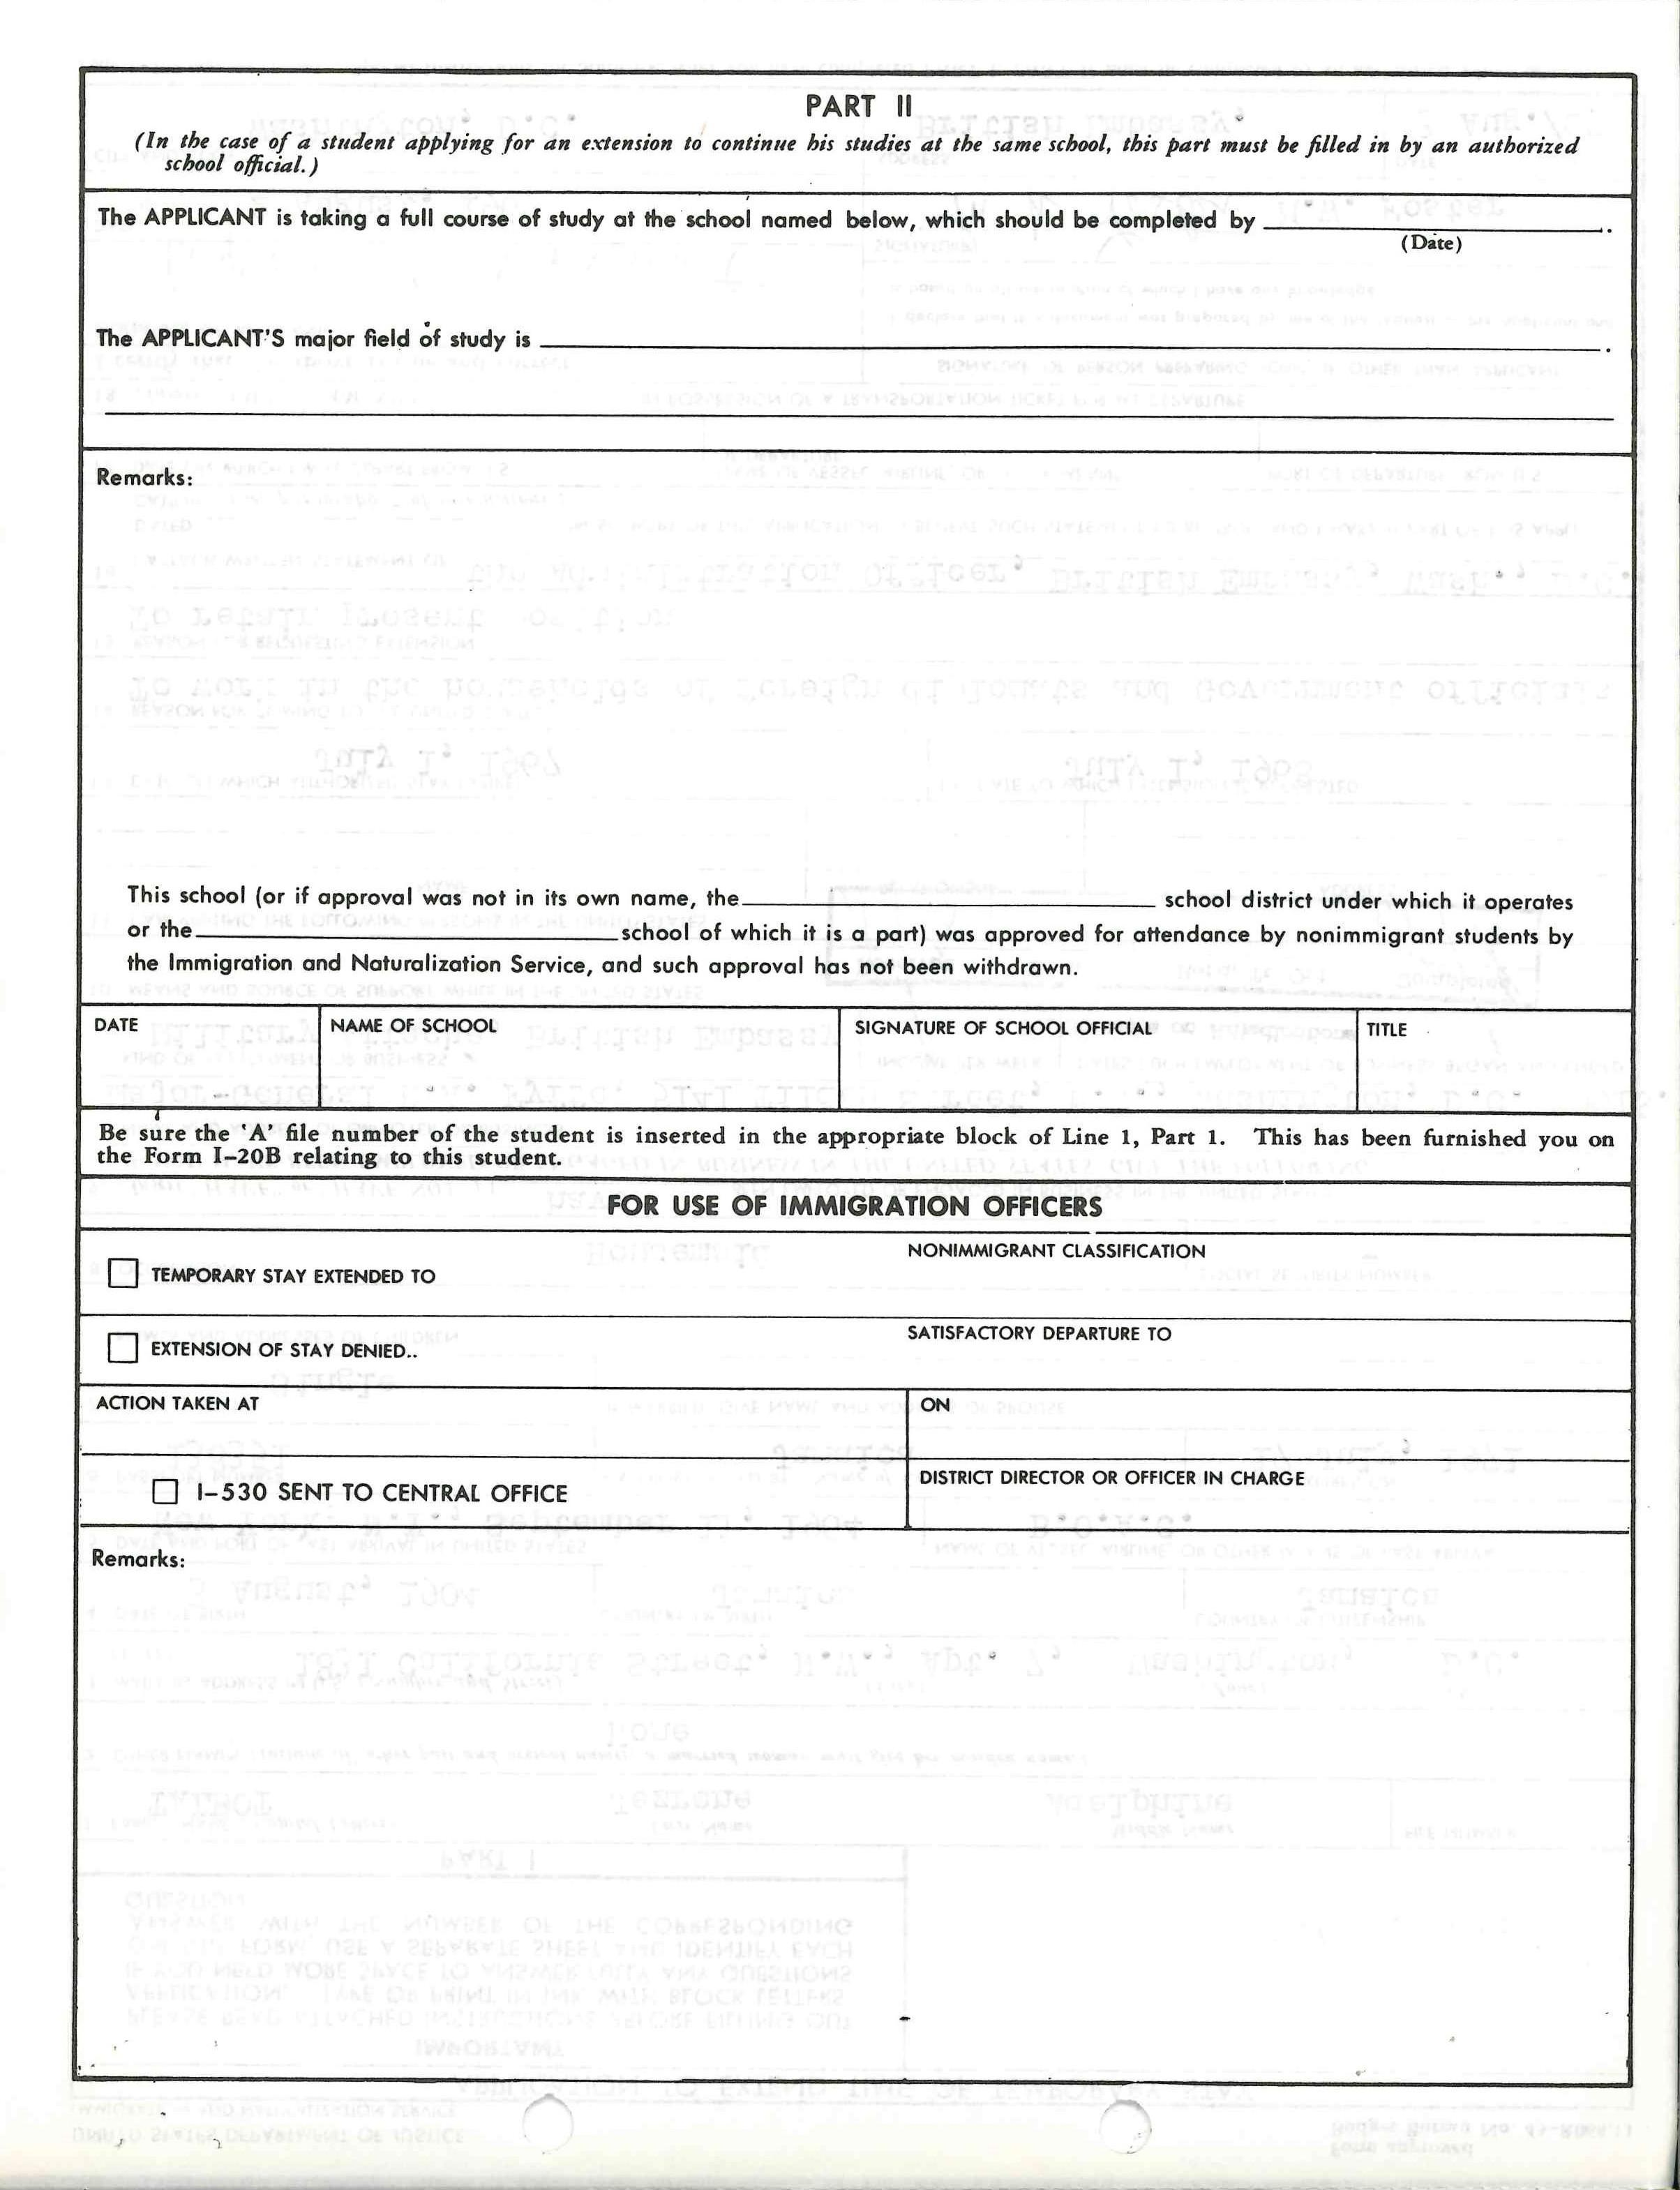 PART II
(In the case of a student applying for an extension to continue his studies at the same school, this part must be filled in by an authorized
school official.)
The APPLICANT is taking a full course of study at the school named below, which should be completed by
(Date)
The APPLICANT'S major field of study is
Remarks:
This school (or if approval was not in its own name, the school district under which it operates
or the school of which it is a part) was approved for attendance by nonimmigrant students by
the Immigration and Naturalization Service, and such approval has not been withdrawn.
DATE NAME OF SCHOOL SIGNATURE OF SCHOOL OFFICIAL TITLE
Be sure the 'A' file number of the student is inserted in the appropriate block of Line 1, Part 1. This has been furnished you on
the Form I-20B relating to this student.
FOR USE OF IMMIGRATION OFFICERS
NONIMMIGRANT CLASSIFICATION
TEMPORARY STAY EXTENDED TO
SATISFACTORY DEPARTURE TO
EXTENSION OF STAY DENIED..
ACTION TAKEN AT ON
DISTRICT DIRECTOR OR OFFICER IN CHARGE
I-530 SENT TO CENTRAL OFFICE
Remarks: